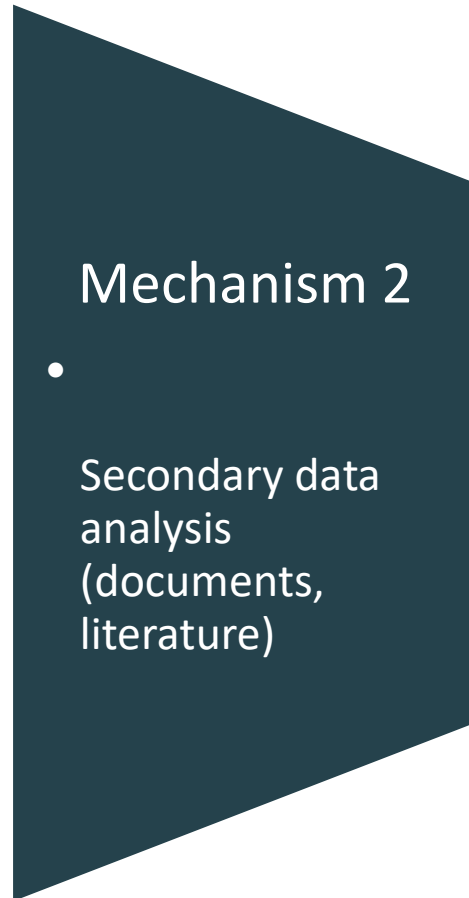 Mechanism 2
•
Secondary data
analysis
(documents,
literature)